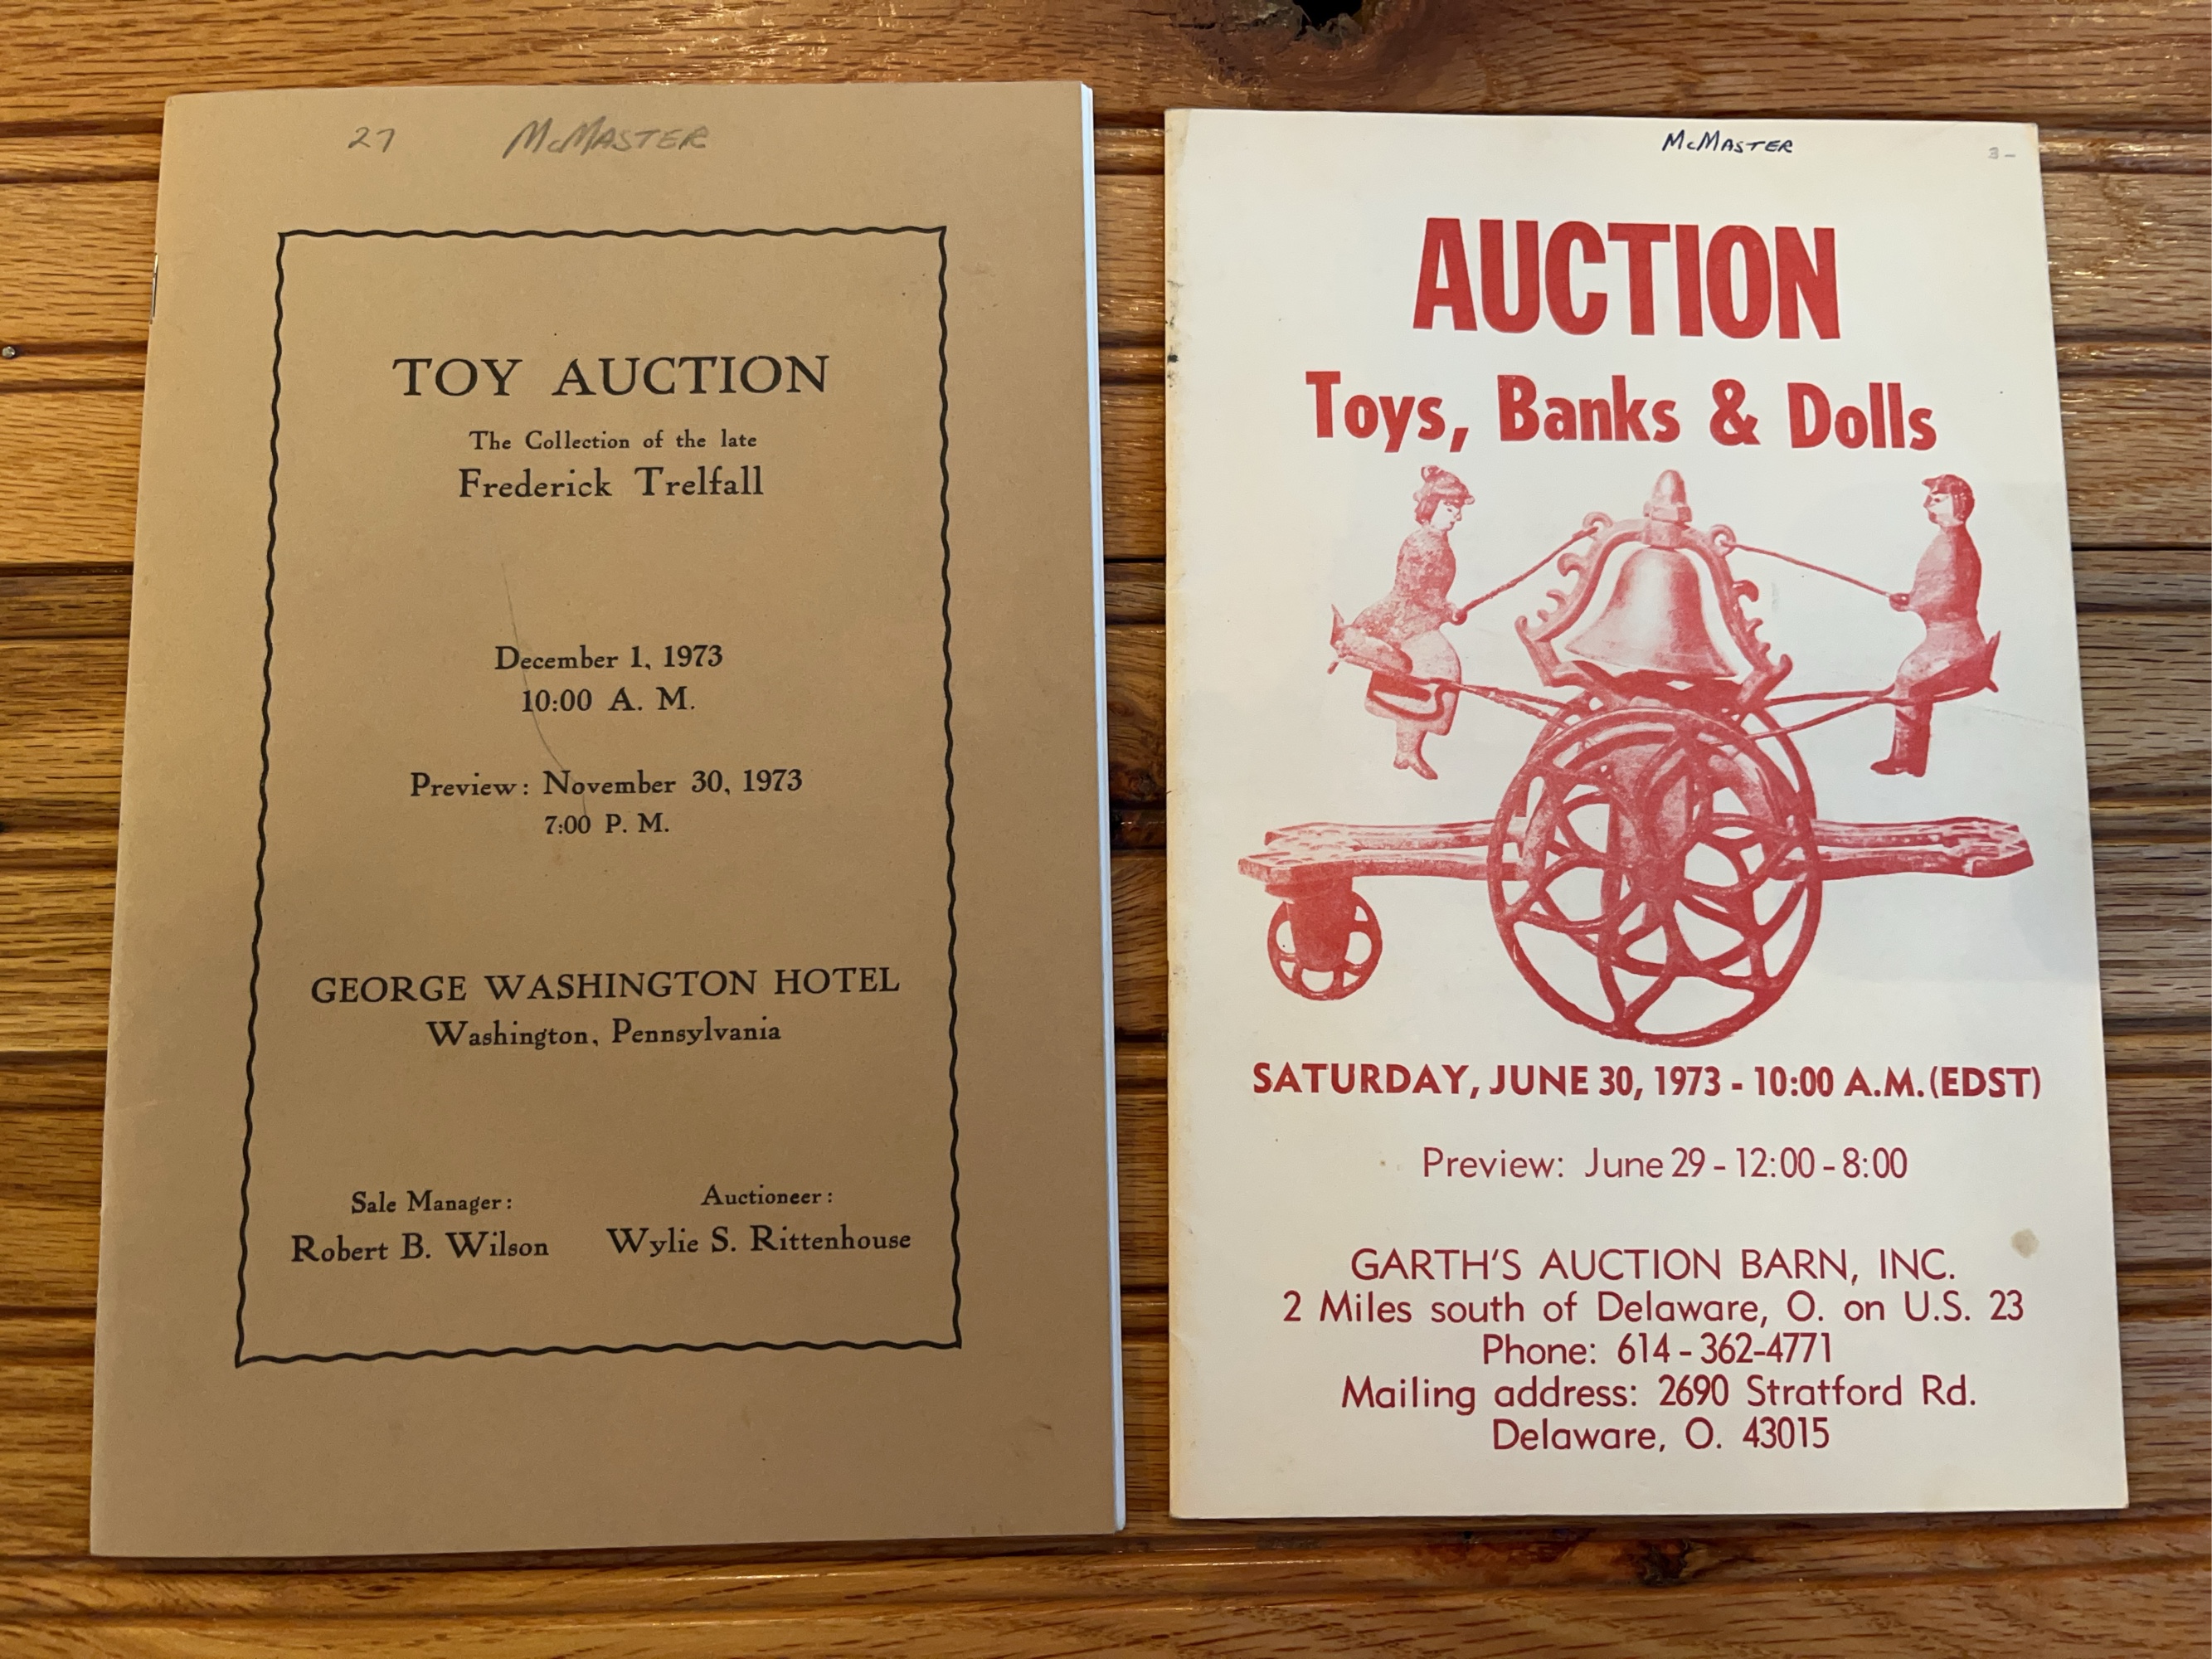 27 McMASTER
TOY AUCTION
The Collection of the late
Frederick Trelfall
December 1, 1973
10:00 A. M.
Preview: November 30, 1973
7:00 P. M.
GEORGE WASHINGTON HOTEL
Washington, Pennsylvania
Sale Manager:
Robert B. Wilson
Auctioneer:
Wylie S. Rittenhouse
McMASTER 3-
AUCTION
Toys, Banks & Dolls
SATURDAY, JUNE 30, 1973 - 10:00 A.M. (EDST)
Preview: June 29 - 12:00 - 8:00
GARTH'S AUCTION BARN, INC.
2 Miles south of Delaware, O. on U.S. 23
Phone: 614-362-4771
Mailing address: 2690 Stratford Rd.
Delaware, O. 43015